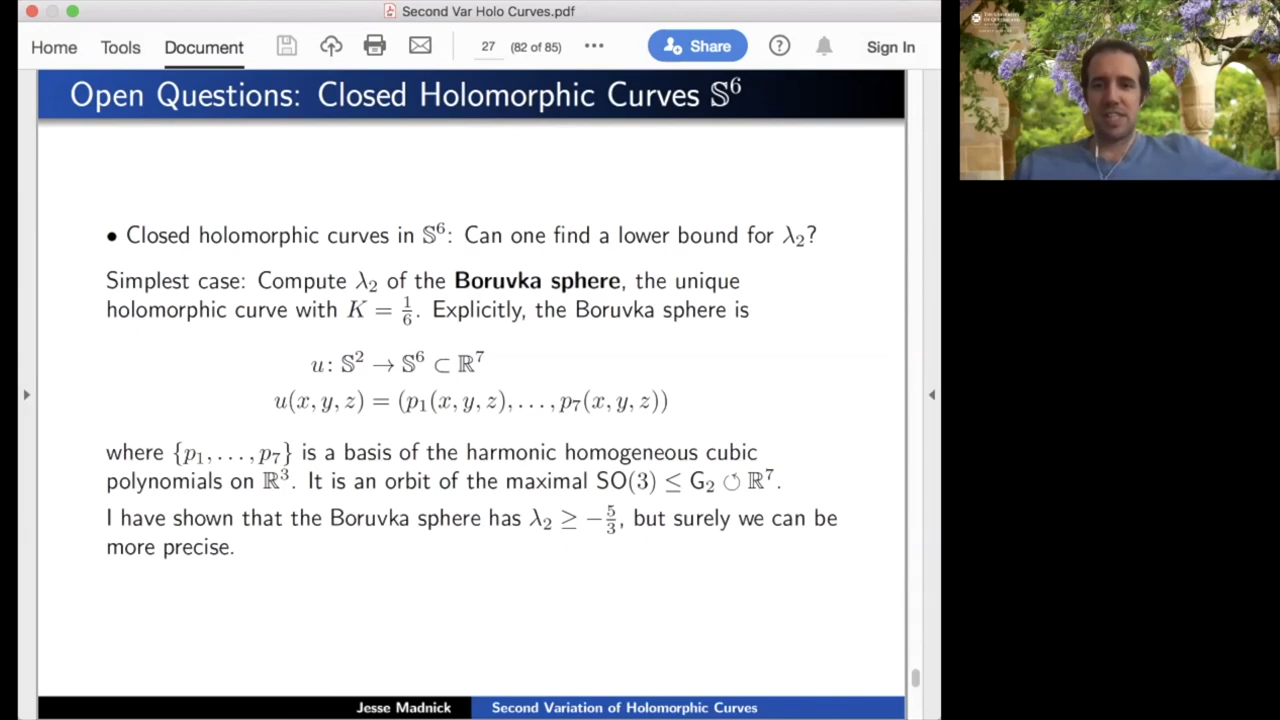 Second Var Holo Curves.pdf
Home Tools Document 27 (82 of 85) Share Sign In
Open Questions: Closed Holomorphic Curves 𝕊⁶
• Closed holomorphic curves in 𝕊⁶: Can one find a lower bound for λ₂?
Simplest case: Compute λ₂ of the Boruvka sphere, the unique
holomorphic curve with K = 1/6. Explicitly, the Boruvka sphere is
u: 𝕊² → 𝕊⁶ ⊂ ℝ⁷
u(x, y, z) = (p₁(x, y, z), . . . , p₇(x, y, z))
where {p₁, . . . , p₇} is a basis of the harmonic homogeneous cubic
polynomials on ℝ³. It is an orbit of the maximal SO(3) ≤ G₂ ↺ ℝ⁷.
I have shown that the Boruvka sphere has λ₂ ≥ −5/3, but surely we can be
more precise.
Jesse Madnick Second Variation of Holomorphic Curves